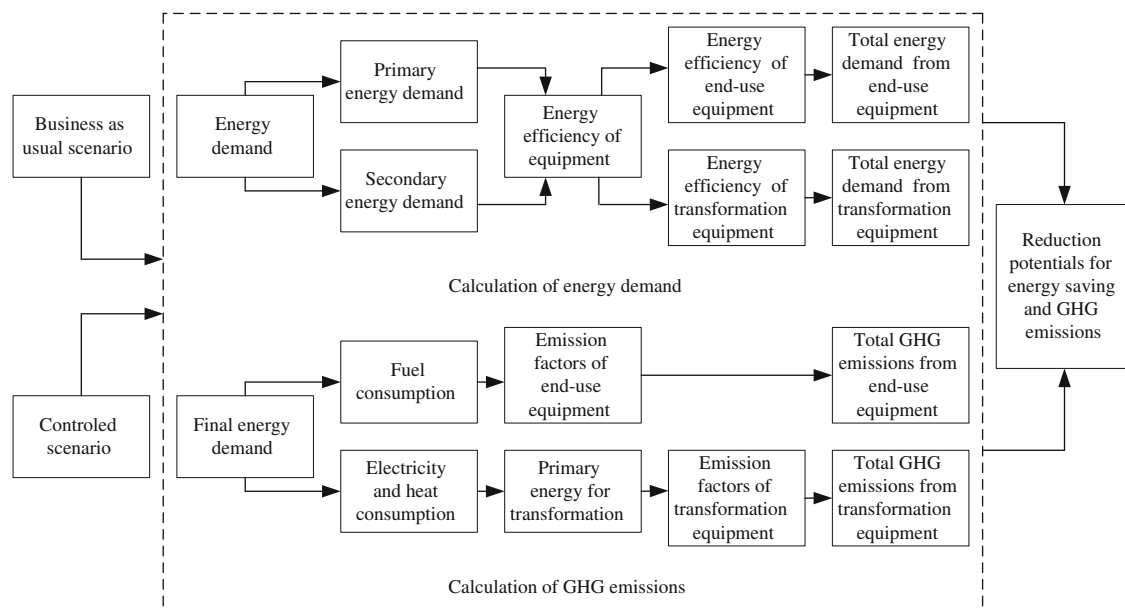 Business as
usual scenario
Controled
scenario
Energy
demand
Primary
energy demand
Secondary
energy demand
Energy
efficiency of
equipment
Energy
efficiency of
end-use
equipment
Total energy
demand from
end-use
equipment
Energy
efficiency of
transformation
equipment
Total energy
demand from
transformation
equipment
Calculation of energy demand
Final energy
demand
Fuel
consumption
Emission
factors of
end-use
equipment
Total GHG
emissions from
end-use
equipment
Electricity
and heat
consumption
Primary
energy for
transformation
Emission
factors of
transformation
equipment
Total GHG
emissions from
transformation
equipment
Calculation of GHG emissions
Reduction
potentials for
energy saving
and GHG
emissions